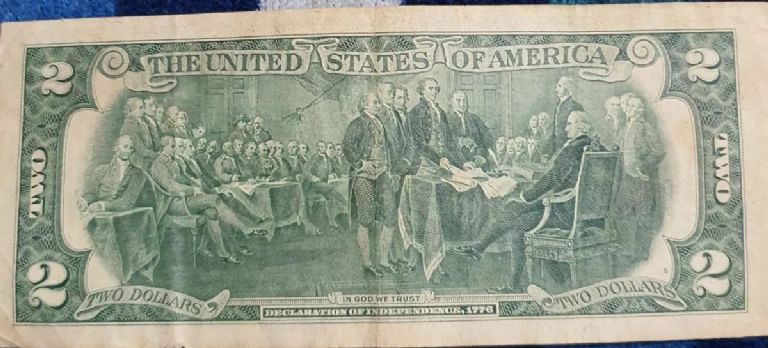 2 THE UNITED STATES OF AMERICA 2
TWO TWO
2 2
TWO DOLLARS IN GOD WE TRUST TWO DOLLARS
DECLARATION OF INDEPENDENCE, 1776